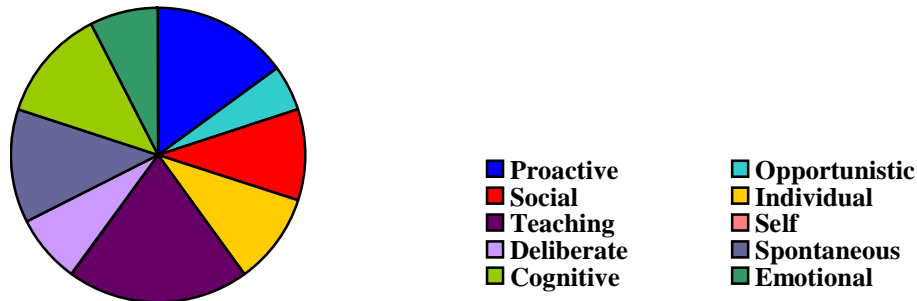 Proactive Opportunistic
Social Individual
Teaching Self
Deliberate Spontaneous
Cognitive Emotional